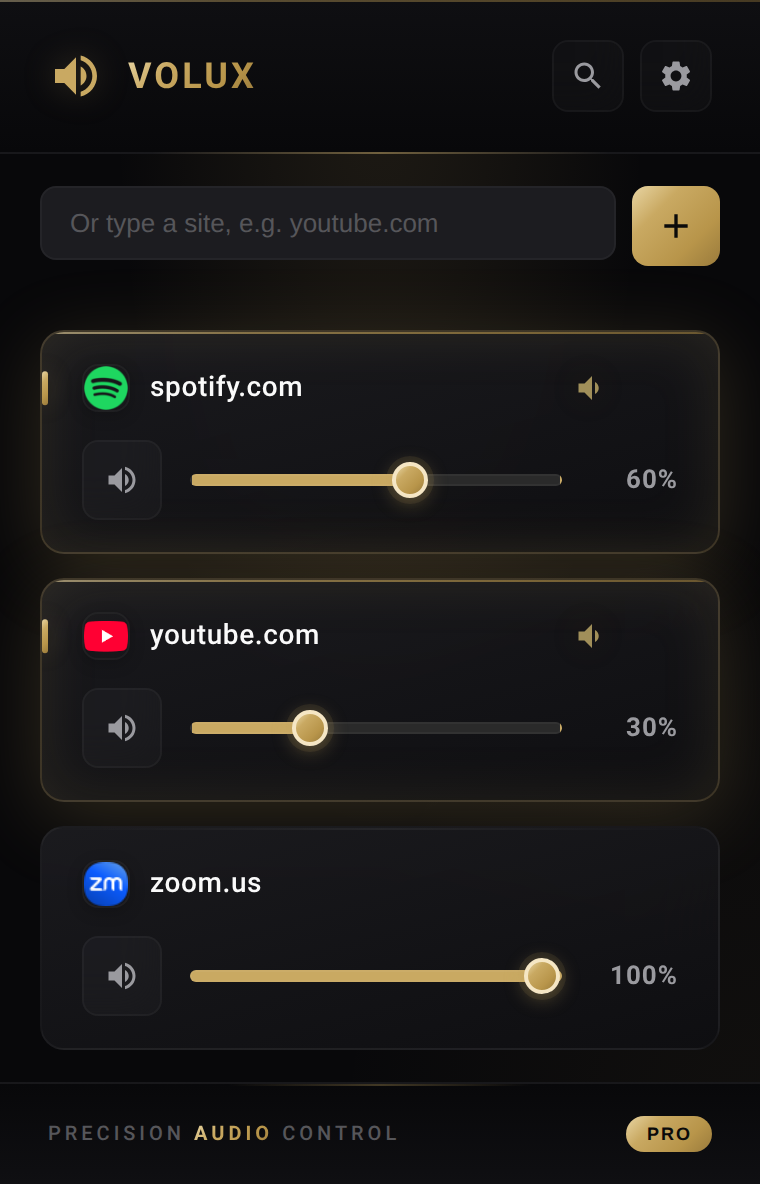 VOLUX
Or type a site, e.g. youtube.com
+
spotify.com
60%
youtube.com
30%
zm
zoom.us
100%
PRECISION AUDIO CONTROL
PRO